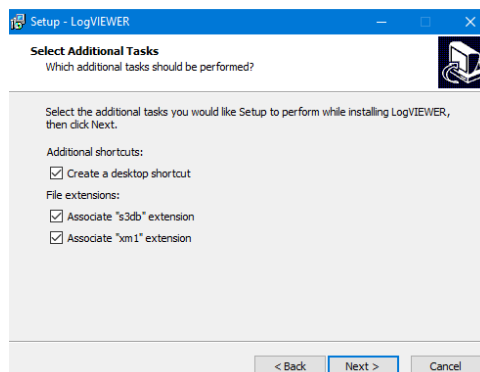 Setup - LogVIEWER
Select Additional Tasks
Which additional tasks should be performed?
Select the additional tasks you would like Setup to perform while installing LogVIEWER,
then click Next.
Additional shortcuts:
Create a desktop shortcut
File extensions:
Associate "s3db" extension
Associate "xm1" extension
< Back
Next >
Cancel